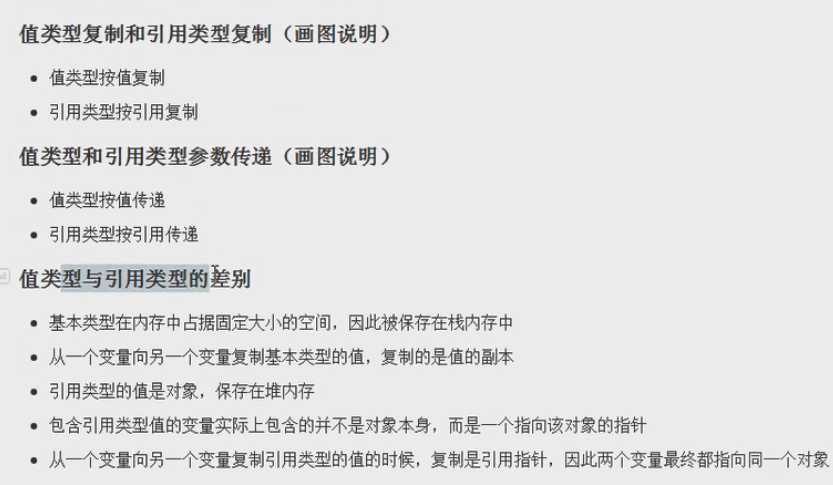 值类型复制和引用类型复制（画图说明）
值类型按值复制
引用类型按引用复制
值类型和引用类型参数传递（画图说明）
值类型按值传递
引用类型按引用传递
值类型与引用类型的差别
基本类型在内存中占据固定大小的空间，因此被保存在栈内存中
从一个变量向另一个变量复制基本类型的值，复制的是值的副本
引用类型的值是对象，保存在堆内存
包含引用类型值的变量实际上包含的并不是对象本身，而是一个指向该对象的指针
从一个变量向另一个变量复制引用类型的值的时候，复制是引用指针，因此两个变量最终都指向同一个对象